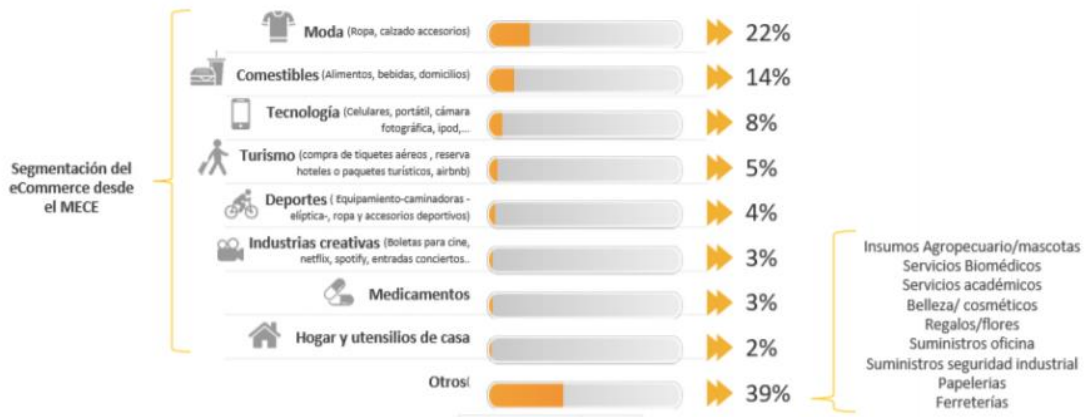 Segmentación del
eCommerce desde
el MECE
Moda (Ropa, calzado accesorios)
22%
Comestibles (Alimentos, bebidas, domicilios)
14%
Tecnología (Celulares, portátil, cámara
fotográfica, ipod,...
8%
Turismo (compra de tiquetes aéreos , reserva
hoteles o paquetes turísticos, airbnb)
5%
Deportes ( Equipamiento-caminadoras -
elíptica-, ropa y accesorios deportivos)
4%
Industrias creativas (Boletas para cine,
netflix, spotify, entradas conciertos..
3%
Medicamentos
3%
Hogar y utensilios de casa
2%
Otros(
39%
Insumos Agropecuario/mascotas
Servicios Biomédicos
Servicios académicos
Belleza/ cosméticos
Regalos/flores
Suministros oficina
Suministros seguridad industrial
Papelerias
Ferreterías